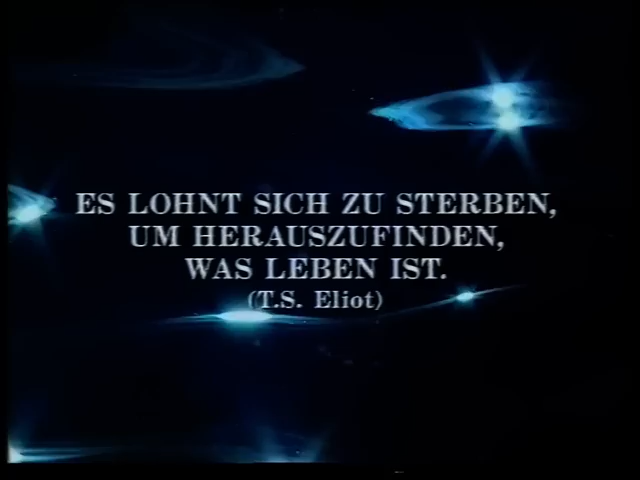 ES LOHNT SICH ZU STERBEN,
UM HERAUSZUFINDEN,
WAS LEBEN IST.
(T.S. Eliot)